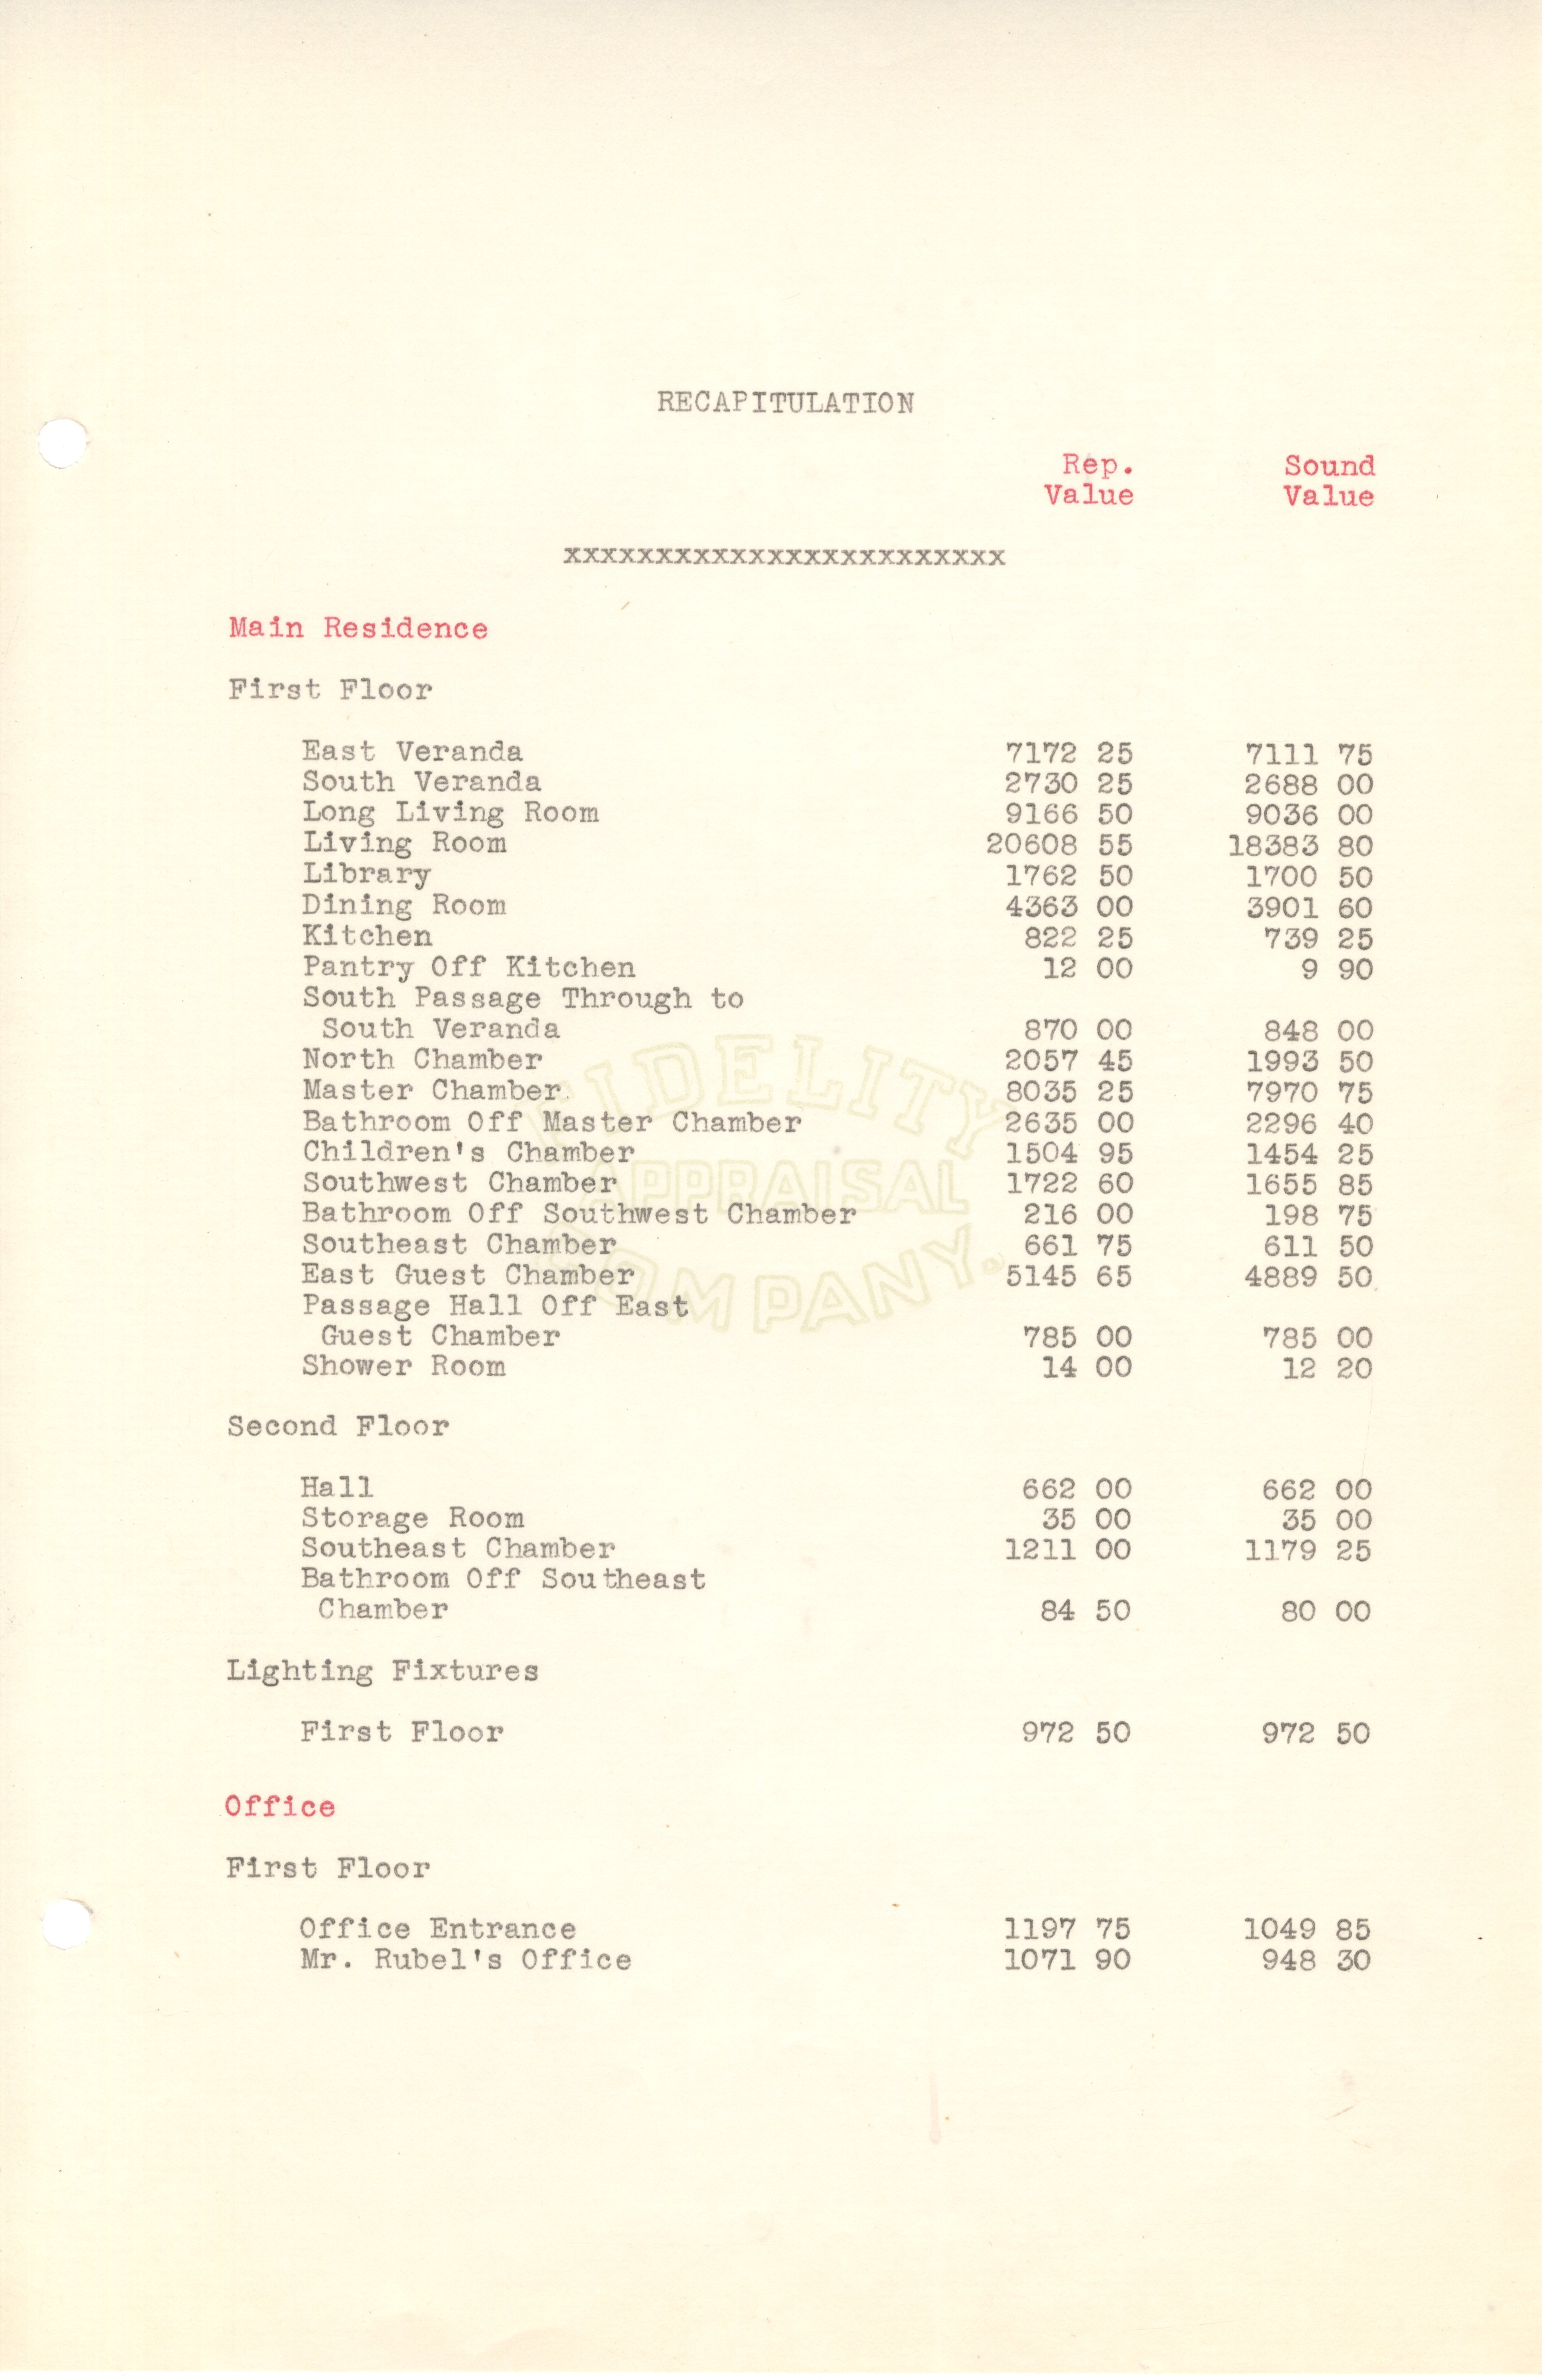 RECAPITULATION
Rep. Sound
Value Value
xxxxxxxxxxxxxxxxxxxxxxxx
Main Residence
First Floor
East Veranda 7172 25 7111 75
South Veranda 2730 25 2688 00
Long Living Room 9166 50 9036 00
Living Room 20608 55 18383 80
Library 1762 50 1700 50
Dining Room 4363 00 3901 60
Kitchen 822 25 739 25
Pantry Off Kitchen 12 00 9 90
South Passage Through to
South Veranda 870 00 848 00
North Chamber 2057 45 1993 50
Master Chamber 8035 25 7970 75
Bathroom Off Master Chamber 2635 00 2296 40
Children's Chamber 1504 95 1454 25
Southwest Chamber 1722 60 1655 85
Bathroom Off Southwest Chamber 216 00 198 75
Southeast Chamber 661 75 611 50
East Guest Chamber 5145 65 4889 50
Passage Hall Off East
Guest Chamber 785 00 785 00
Shower Room 14 00 12 20
FIDELITY
APPRAISAL
COMPANY.
Second Floor
Hall 662 00 662 00
Storage Room 35 00 35 00
Southeast Chamber 1211 00 1179 25
Bathroom Off Southeast
Chamber 84 50 80 00
Lighting Fixtures
First Floor 972 50 972 50
Office
First Floor
Office Entrance 1197 75 1049 85
Mr. Rubel's Office 1071 90 948 30